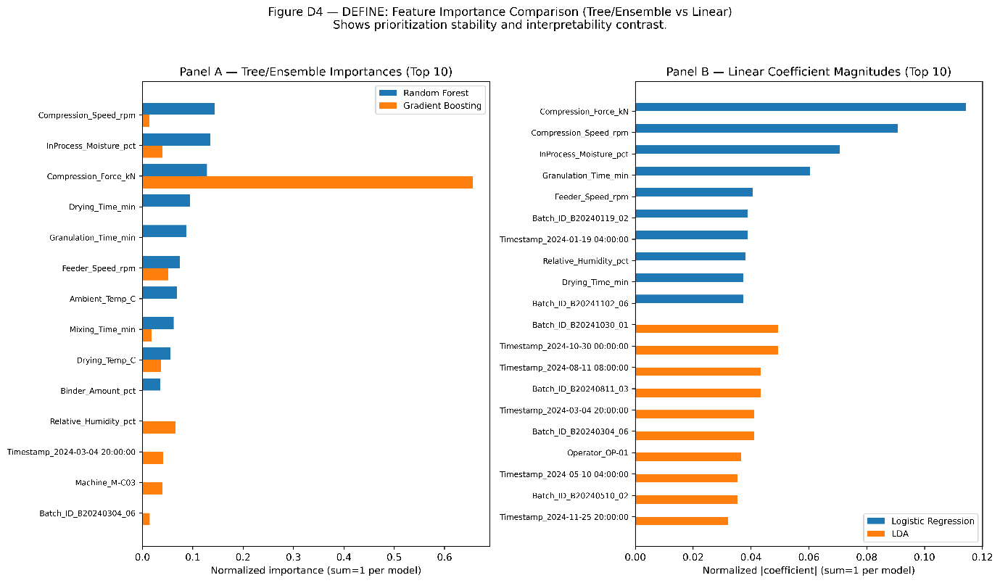 Figure D4 — DEFINE: Feature Importance Comparison (Tree/Ensemble vs Linear)
Shows prioritization stability and interpretability contrast.
Panel A — Tree/Ensemble Importances (Top 10)
Random Forest
Gradient Boosting
Compression_Speed_rpm
InProcess_Moisture_pct
Compression_Force_kN
Drying_Time_min
Granulation_Time_min
Feeder_Speed_rpm
Ambient_Temp_C
Mixing_Time_min
Drying_Temp_C
Binder_Amount_pct
Relative_Humidity_pct
Timestamp_2024-03-04 20:00:00
Machine_M-C03
Batch_ID_B20240304_06
0.0 0.1 0.2 0.3 0.4 0.5 0.6
Normalized importance (sum=1 per model)
Panel B — Linear Coefficient Magnitudes (Top 10)
Compression_Force_kN
Compression_Speed_rpm
InProcess_Moisture_pct
Granulation_Time_min
Feeder_Speed_rpm
Batch_ID_B20240119_02
Timestamp_2024-01-19 04:00:00
Relative_Humidity_pct
Drying_Time_min
Batch_ID_B20241102_06
Batch_ID_B20241030_01
Timestamp_2024-10-30 00:00:00
Timestamp_2024-08-11 08:00:00
Batch_ID_B20240811_03
Timestamp_2024-03-04 20:00:00
Batch_ID_B20240304_06
Operator_OP-01
Timestamp_2024-05-10 04:00:00
Batch_ID_B20240510_02
Timestamp_2024-11-25 20:00:00
Logistic Regression
LDA
0.00 0.02 0.04 0.06 0.08 0.10 0.12
Normalized |coefficient| (sum=1 per model)